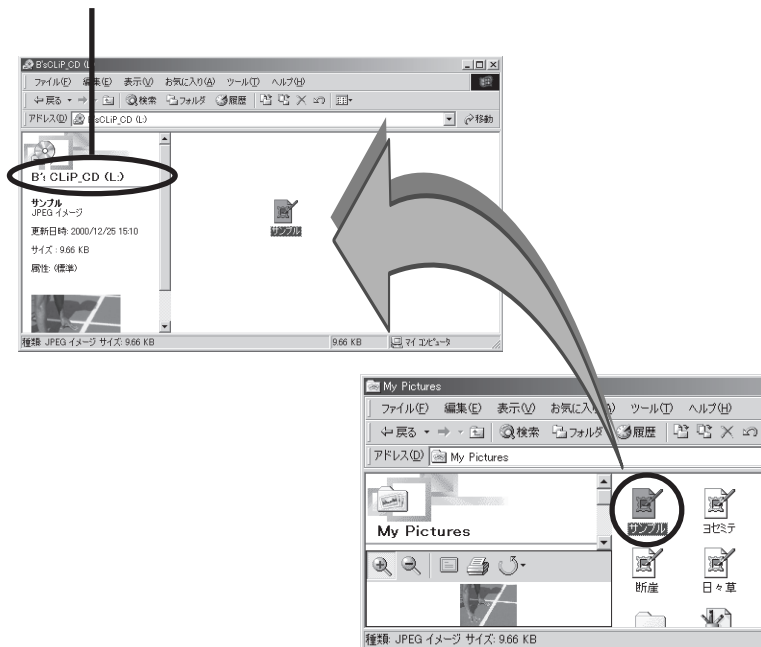 B'sCLiP_CD (L:)
ファイル(F) 編集(E) 表示(V) お気に入り(A) ツール(T) ヘルプ(H)
戻る 検索 フォルダ 履歴
アドレス(D) B'sCLiP_CD (L:) 移動
B's CLiP_CD (L:)
サンプル
JPEG イメージ
更新日時: 2000/12/25 15:10
サイズ: 9.66 KB
属性: (標準)
サンプル
種類: JPEG イメージ サイズ: 9.66 KB 9.66 KB マイ コンピュータ
My Pictures
ファイル(F) 編集(E) 表示(V) お気に入り(A) ツール(T) ヘルプ(H)
戻る 検索 フォルダ 履歴
アドレス(D) My Pictures
My Pictures
サンプル ヨセミテ
断崖 日々草
種類: JPEG イメージ サイズ: 9.66 KB